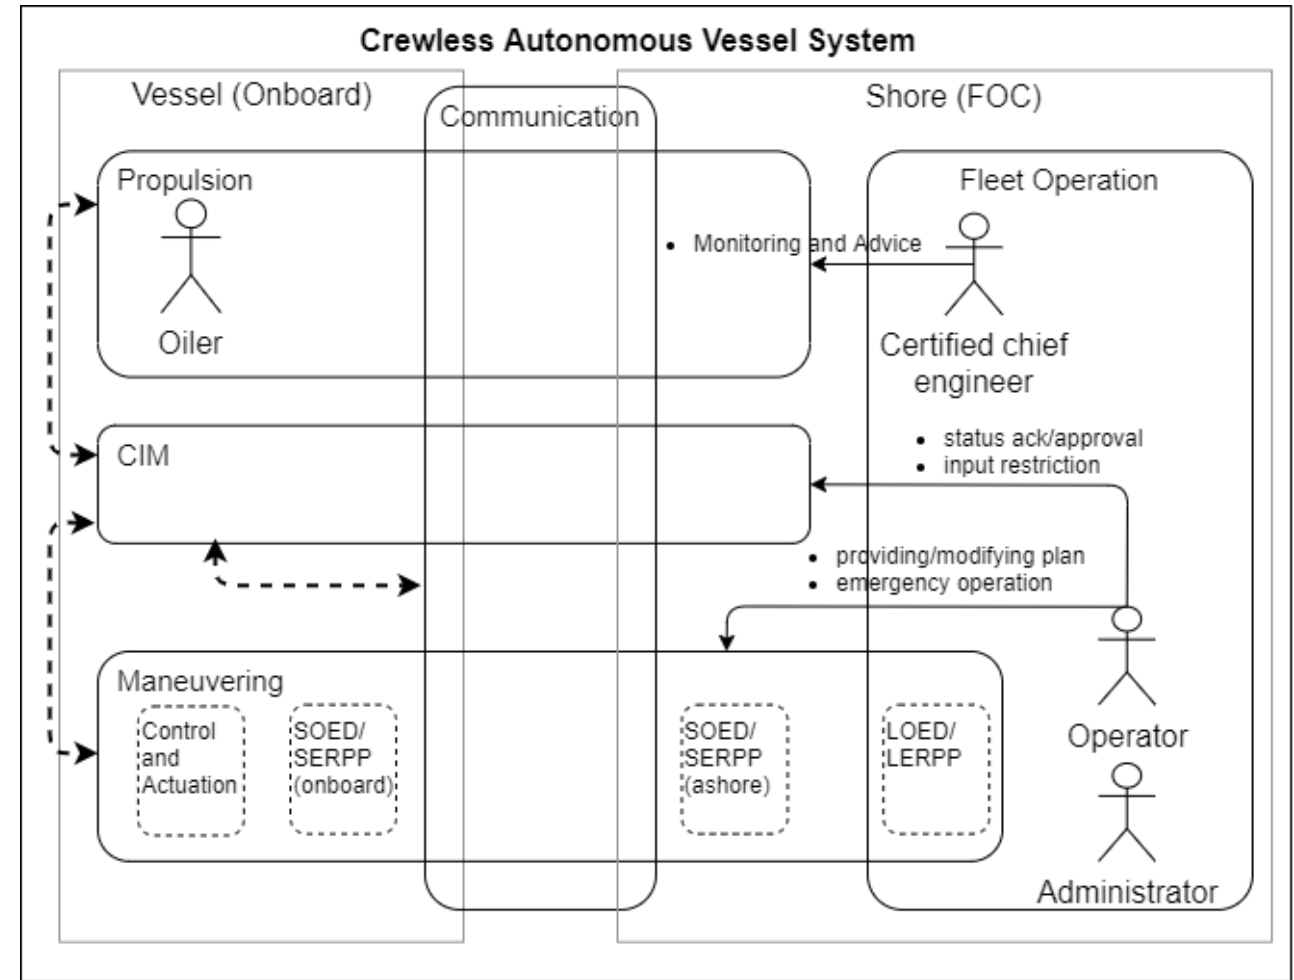 Crewless Autonomous Vessel System
Vessel (Onboard)
Communication
Shore (FOC)
Propulsion
Oiler
• Monitoring and Advice
Fleet Operation
Certified chief
engineer
CIM
• status ack/approval
• input restriction
• providing/modifying plan
• emergency operation
Maneuvering
Control
and
Actuation
SOED/
SERPP
(onboard)
SOED/
SERPP
(ashore)
LOED/
LERPP
Operator
Administrator